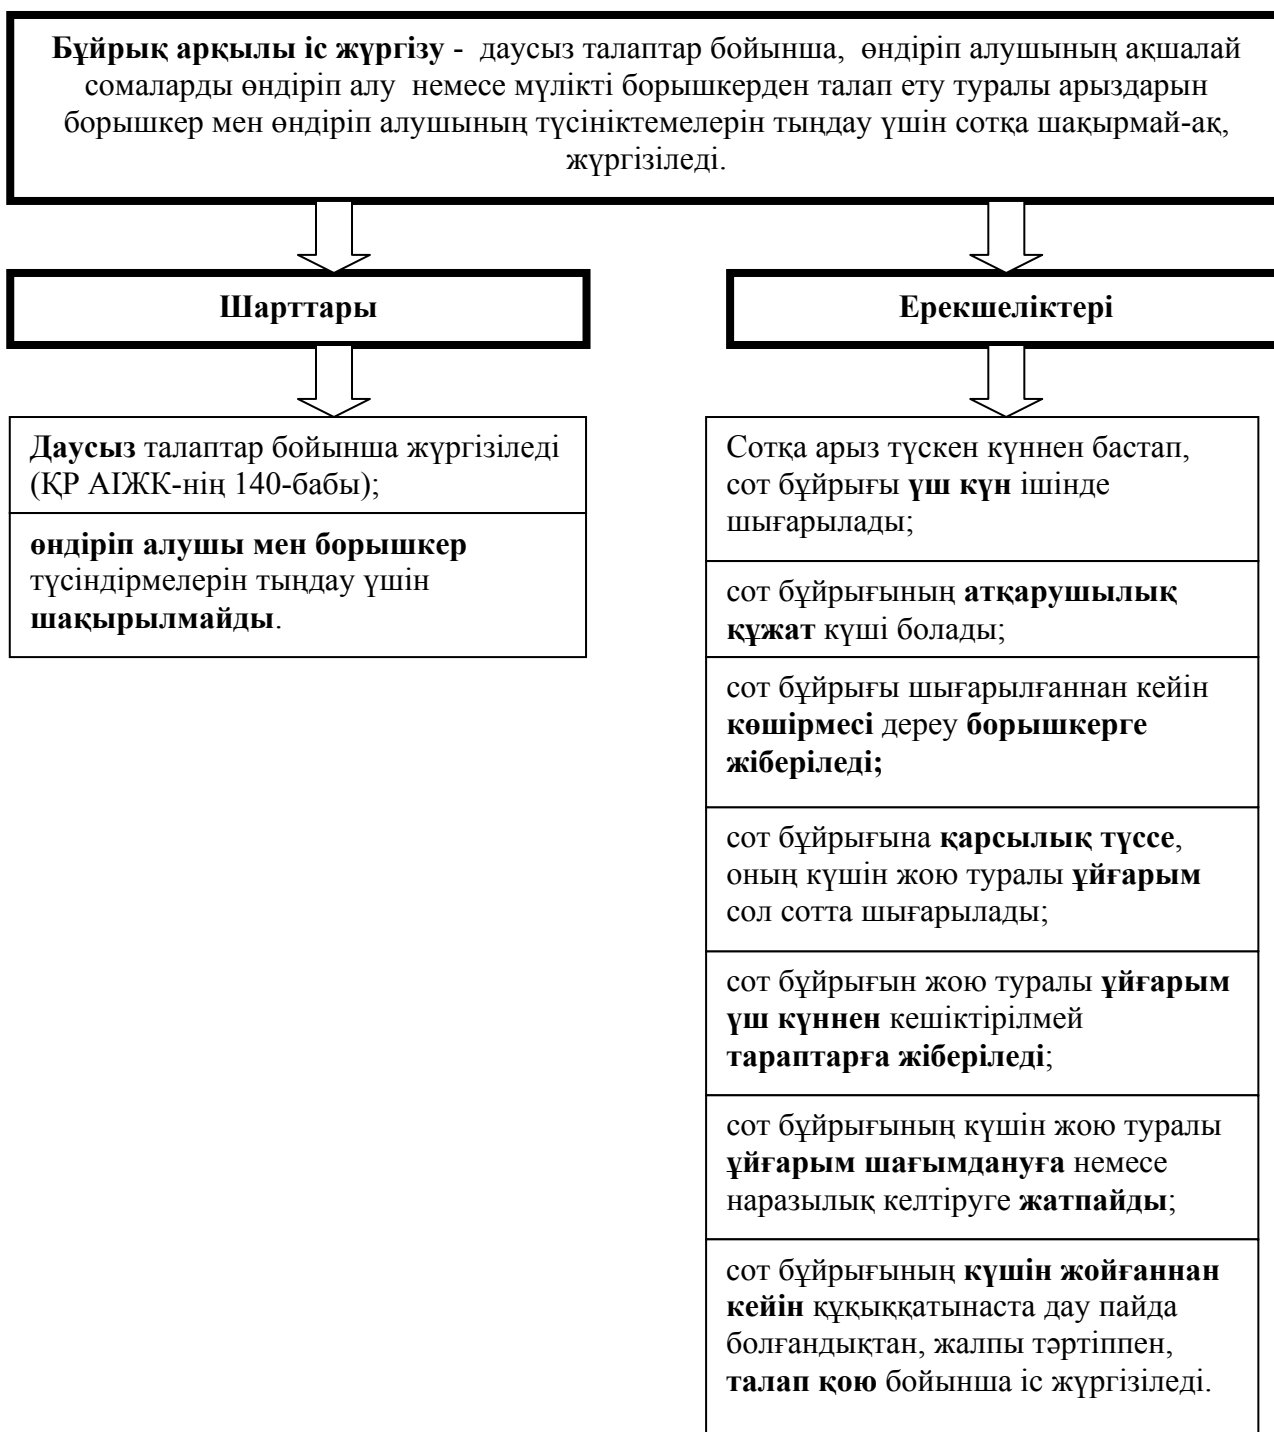 Бұйрық арқылы іс жүргізу - даусыз талаптар бойынша, өндіріп алушының ақшалай
сомаларды өндіріп алу немесе мүлікті борышкерден талап ету туралы арыздарын
борышкер мен өндіріп алушының түсініктемелерін тыңдау үшін сотқа шақырмай-ақ,
жүргізіледі.
Шарттары
Даусыз талаптар бойынша жүргізіледі
(ҚР АІЖК-нің 140-бабы);
өндіріп алушы мен борышкер
түсіндірмелерін тыңдау үшін
шақырылмайды.
Ерекшеліктері
Сотқа арыз түскен күннен бастап,
сот бұйрығы үш күн ішінде
шығарылады;
сот бұйрығының атқарушылық
құжат күші болады;
сот бұйрығы шығарылғаннан кейін
көшірмесі дереу борышкерге
жіберіледі;
сот бұйрығына қарсылық түссе,
оның күшін жою туралы ұйғарым
сол сотта шығарылады;
сот бұйрығын жою туралы ұйғарым
үш күннен кешіктірілмей
тараптарға жіберіледі;
сот бұйрығының күшін жою туралы
ұйғарым шағымдануға немесе
наразылық келтіруге жатпайды;
сот бұйрығының күшін жойғаннан
кейін құқыққатынаста дау пайда
болғандықтан, жалпы тәртіппен,
талап қою бойынша іс жүргізіледі.